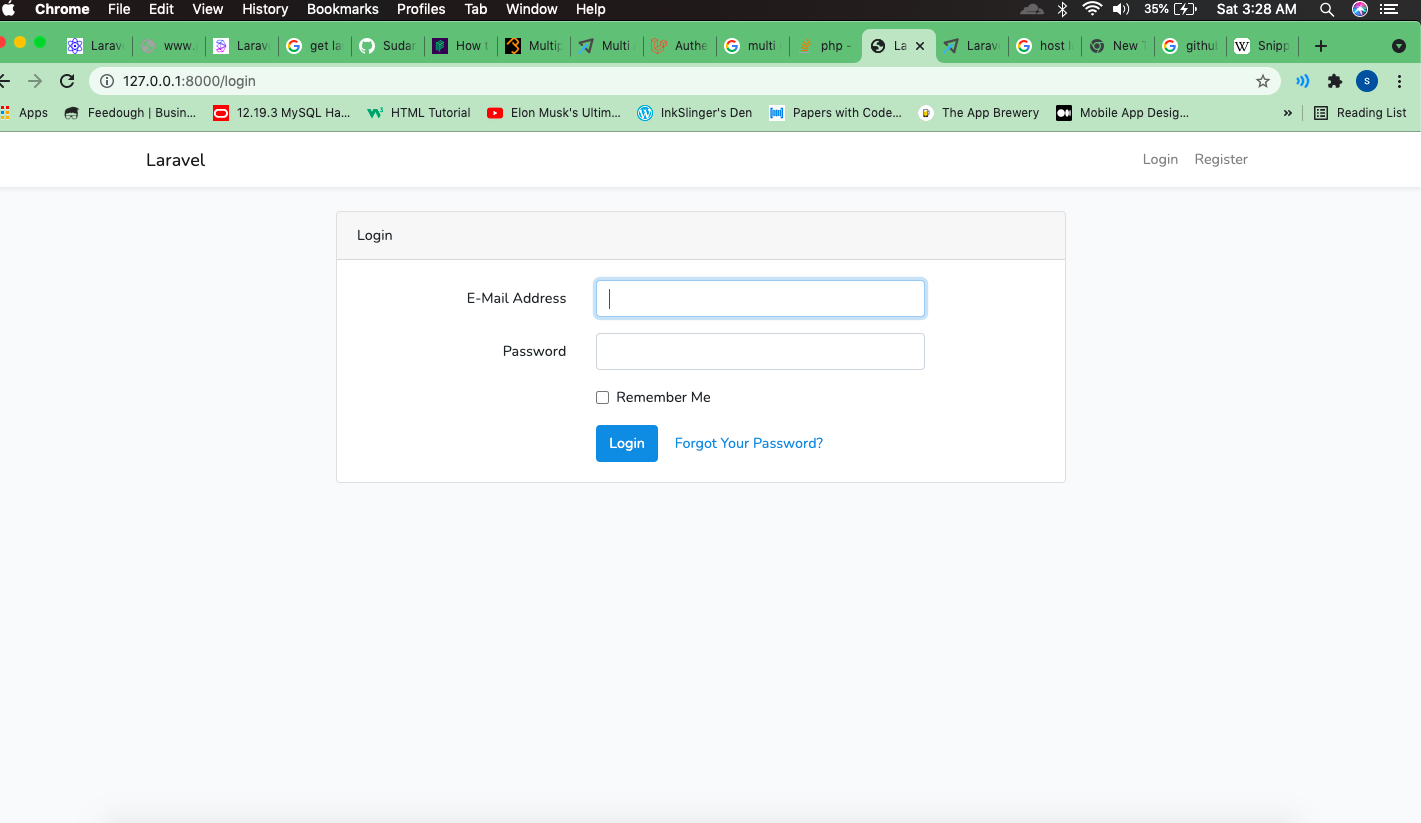 Chrome File Edit View History Bookmarks Profiles Tab Window Help 35% Sat 3:28 AM
Larav www. Larav get la Sudar How t Multip Multi Authe multi php - La Larav host l New T githu Snipp
127.0.0.1:8000/login S
Apps Feedough | Busin... 12.19.3 MySQL Ha... HTML Tutorial Elon Musk's Ultim... InkSlinger's Den Papers with Code... The App Brewery Mobile App Desig... » Reading List
Laravel Login Register
Login
E-Mail Address
Password
Remember Me
Login Forgot Your Password?